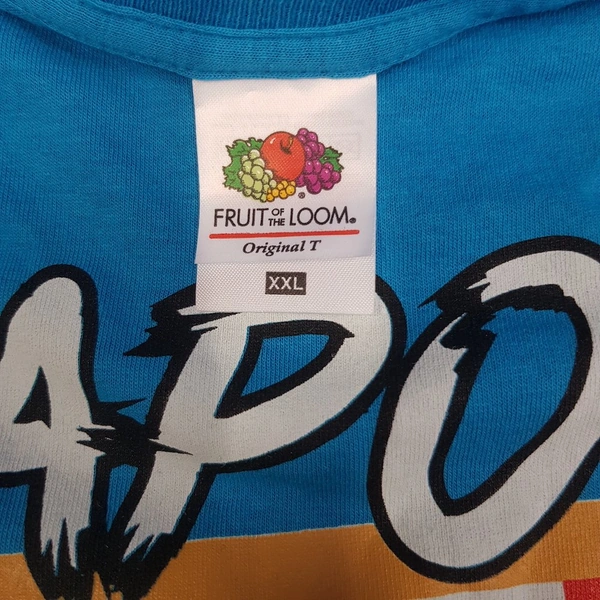 FRUIT OF THE LOOM®
Original T
XXL
APO